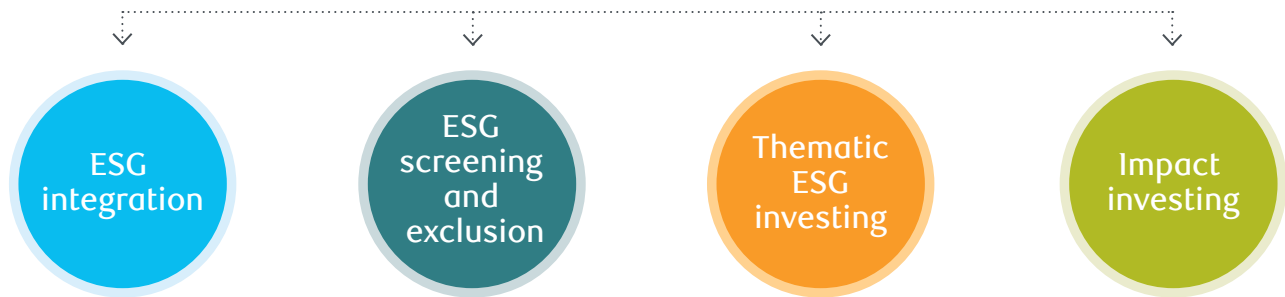 ESG
integration
ESG
screening
and
exclusion
Thematic
ESG
investing
Impact
investing